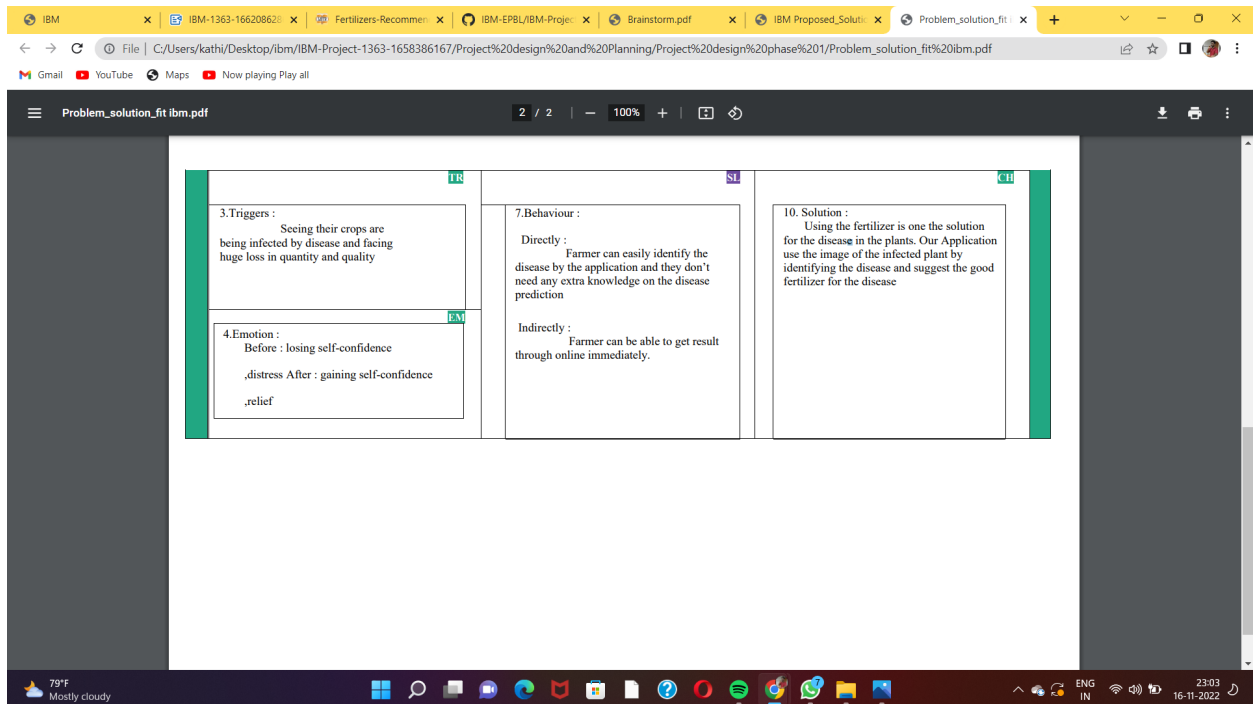 IBM
IBM-1363-166208628
Fertilizers-Recommen
IBM-EPBL/IBM-Projec
Brainstorm.pdf
IBM Proposed_Solutio
Problem_solution_fit i
File | C:/Users/kathi/Desktop/ibm/IBM-Project-1363-1658386167/Project%20design%20and%20Planning/Project%20design%20phase%201/Problem_solution_fit%20ibm.pdf
Gmail
YouTube
Maps
Now playing Play all
Problem_solution_fit ibm.pdf
2 / 2
100%
TR
3.Triggers :
Seeing their crops are
being infected by disease and facing
huge loss in quantity and quality
EM
4.Emotion :
Before : losing self-confidence
,distress After : gaining self-confidence
,relief
SL
7.Behaviour :
Directly :
Farmer can easily identify the
disease by the application and they don't
need any extra knowledge on the disease
prediction
Indirectly :
Farmer can be able to get result
through online immediately.
CH
10. Solution :
Using the fertilizer is one the solution
for the disease in the plants. Our Application
use the image of the infected plant by
identifying the disease and suggest the good
fertilizer for the disease
79°F
Mostly cloudy
7
ENG
IN
23:03
16-11-2022